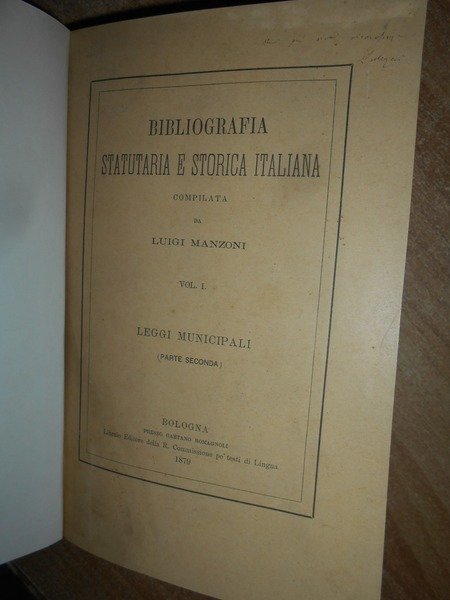 BIBLIOGRAFIA
STATUTARIA E STORICA ITALIANA
COMPILATA
DA
LUIGI MANZONI
VOL. I.
LEGGI MUNICIPALI
(PARTE SECONDA)
BOLOGNA
PRESSO GAETANO ROMAGNOLI
Libraio Editore della R. Commissione pe' testi di Lingua
1879